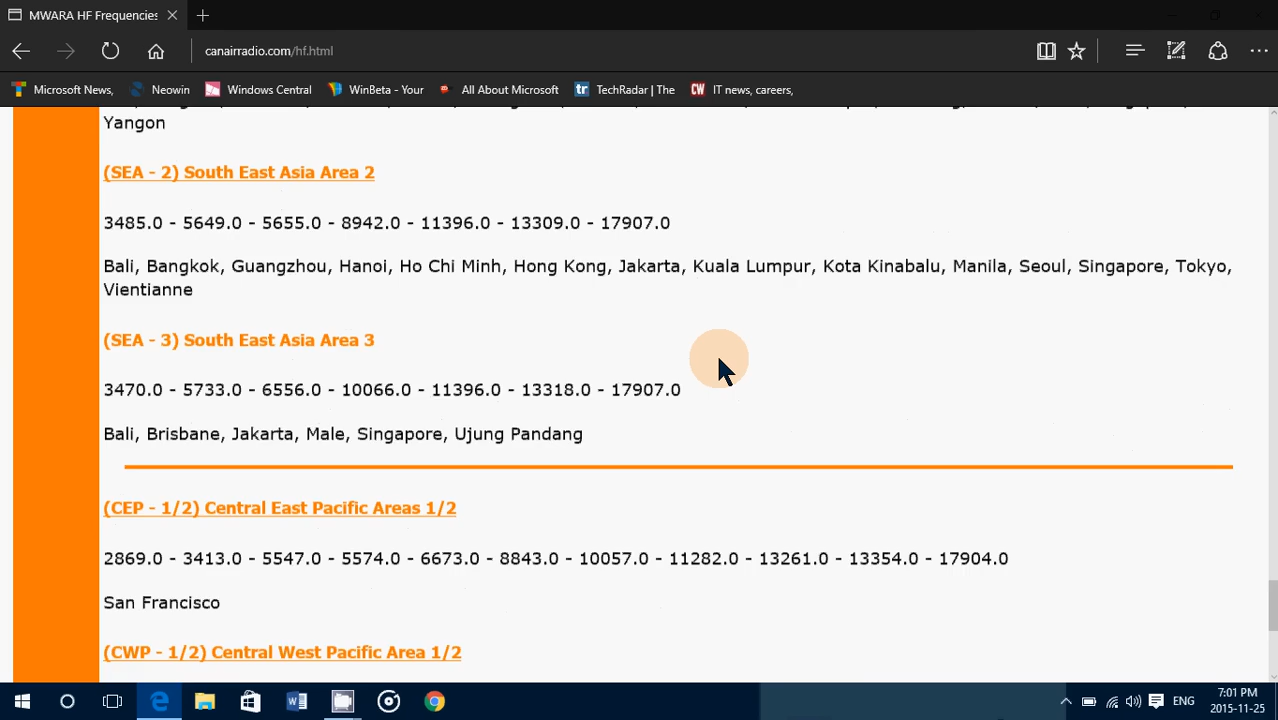 MWARA HF Frequencies
canairradio.com/hf.html
Microsoft News, Neowin Windows Central WinBeta - Your All About Microsoft tr TechRadar | The CW IT news, careers,
Yangon
(SEA - 2) South East Asia Area 2
3485.0 - 5649.0 - 5655.0 - 8942.0 - 11396.0 - 13309.0 - 17907.0
Bali, Bangkok, Guangzhou, Hanoi, Ho Chi Minh, Hong Kong, Jakarta, Kuala Lumpur, Kota Kinabalu, Manila, Seoul, Singapore, Tokyo,
Vientianne
(SEA - 3) South East Asia Area 3
3470.0 - 5733.0 - 6556.0 - 10066.0 - 11396.0 - 13318.0 - 17907.0
Bali, Brisbane, Jakarta, Male, Singapore, Ujung Pandang
(CEP - 1/2) Central East Pacific Areas 1/2
2869.0 - 3413.0 - 5547.0 - 5574.0 - 6673.0 - 8843.0 - 10057.0 - 11282.0 - 13261.0 - 13354.0 - 17904.0
San Francisco
(CWP - 1/2) Central West Pacific Area 1/2
ENG
7:01 PM
2015-11-25